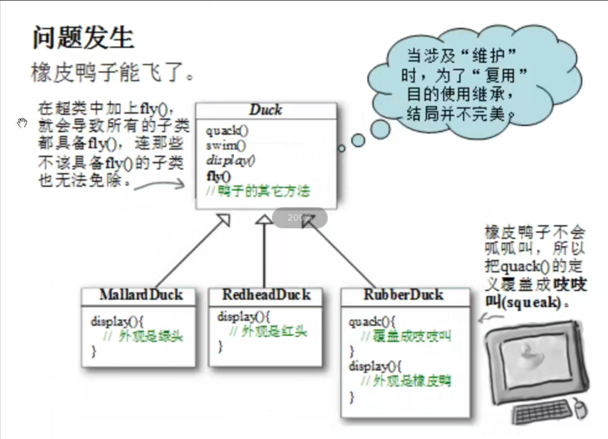 问题发生
橡皮鸭子能飞了。
在超类中加上fly(),
就会导致所有的子类
都具备fly(),连那些
不该具备fly()的子类
也无法免除。
当涉及“维护”
时，为了“复用”
目的使用继承，
结局并不完美。
Duck
quack()
swim()
display()
fly()
//鸭子的其它方法
橡皮鸭子不会
呱呱叫，所以
把quack()的定
义覆盖成吱吱
叫(squeak)。
MallardDuck
display(){
// 外观是绿头
}
RedheadDuck
display(){
// 外观是红头
}
RubberDuck
quack(){
//覆盖成吱吱叫
}
display(){
//外观是橡皮鸭
}